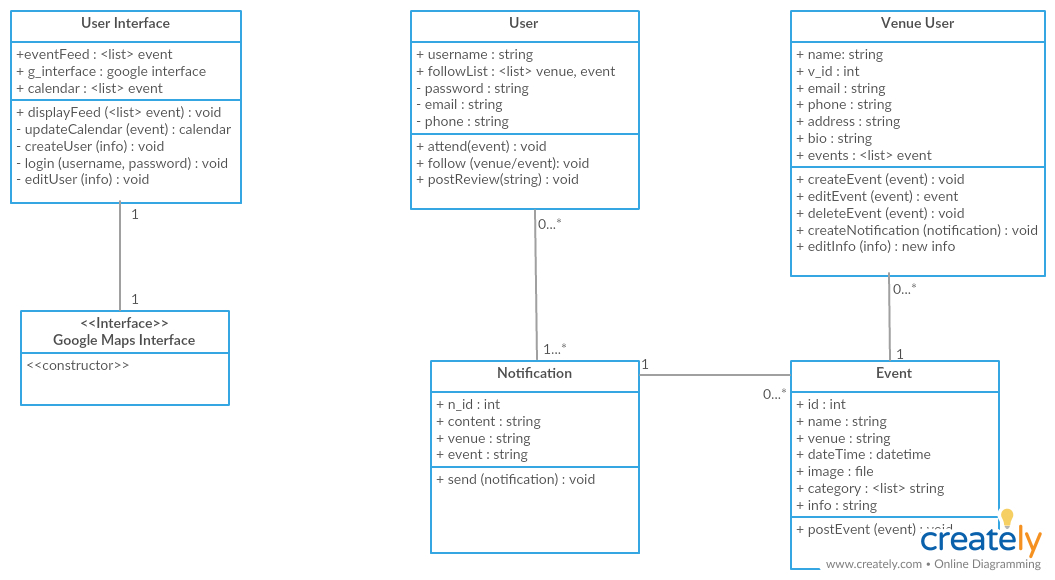 User Interface
+eventFeed : <list> event
+ g_interface : google interface
+ calendar : <list> event
+ displayFeed (<list> event) : void
- updateCalendar (event) : calendar
- createUser (info) : void
- login (username, password) : void
- editUser (info) : void
1
1
<<Interface>>
Google Maps Interface
<<constructor>>
User
+ username : string
+ followList : <list> venue, event
- password : string
- email : string
- phone : string
+ attend(event) : void
+ follow (venue/event): void
+ postReview(string) : void
0...*
1...*
Notification
+ n_id : int
+ content : string
+ venue : string
+ event : string
+ send (notification) : void
1
0...*
Venue User
+ name: string
+ v_id : int
+ email : string
+ phone : string
+ address : string
+ bio : string
+ events : <list> event
+ createEvent (event) : void
+ editEvent (event) : event
+ deleteEvent (event) : void
+ createNotification (notification) : void
+ editInfo (info) : new info
0...*
1
Event
+ id : int
+ name : string
+ venue : string
+ dateTime : datetime
+ image : file
+ category : <list> string
+ info : string
+ postEvent (event) : void
creately
www.creately.com • Online Diagramming